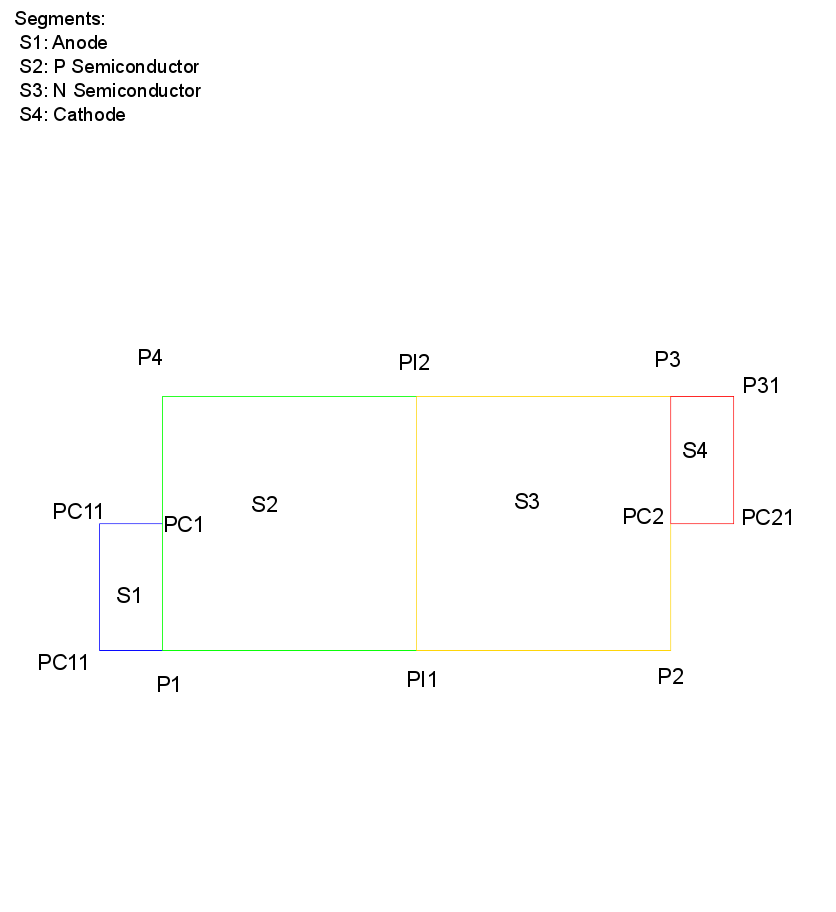 Segments:
S1: Anode
S2: P Semiconductor
S3: N Semiconductor
S4: Cathode
P4
PI2
P3
P31
S4
PC11
PC1
S2
S3
PC2
PC21
S1
PC11
P1
PI1
P2